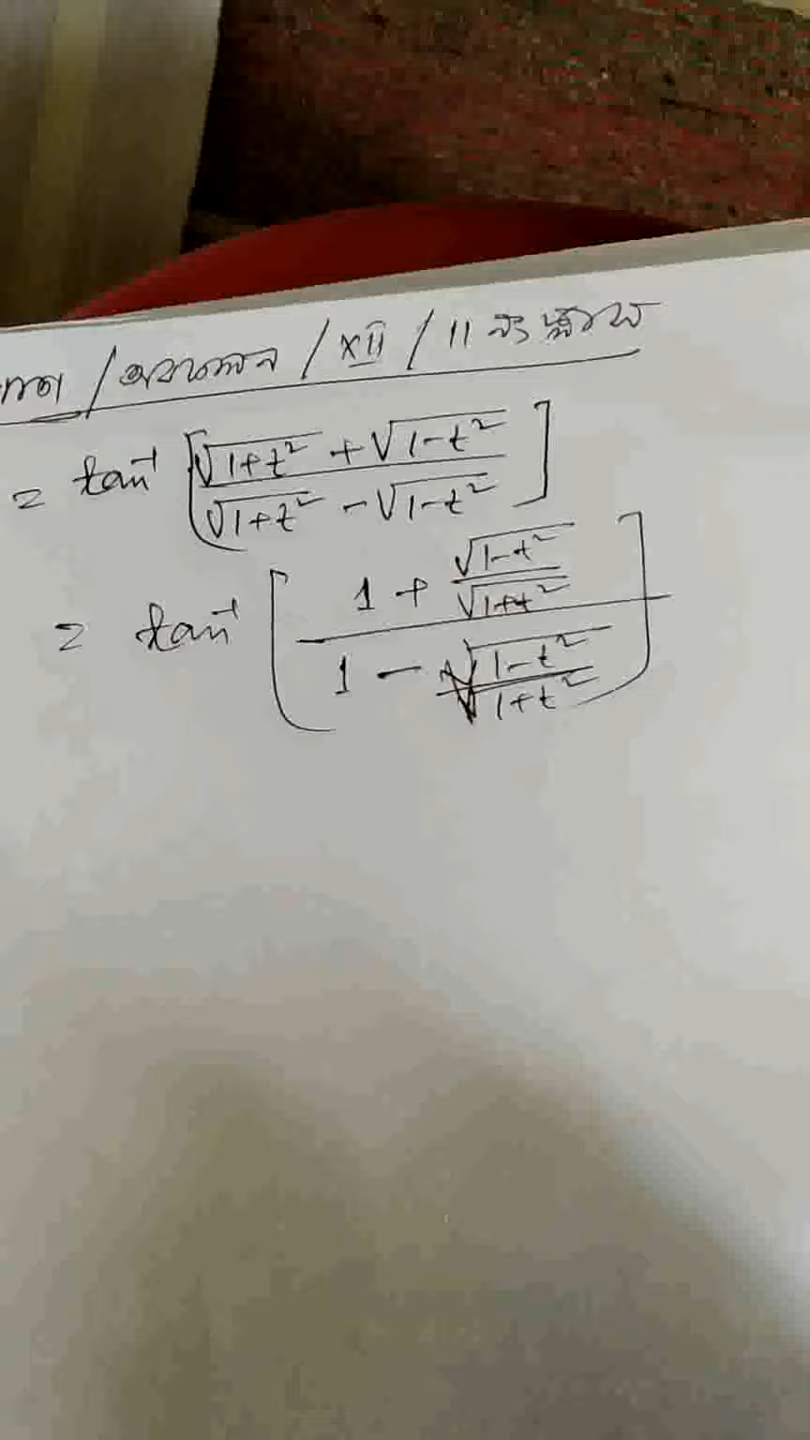 / অবকলন / XII / 11 নং
= tan⁻¹ [ (√(1+t²) + √(1-t²)) / (√(1+t²) - √(1-t²)) ]
= tan⁻¹ [ (1 + √(1-t²)/√(1+t²)) / (1 - √(1-t²)/√(1+t²)) ]